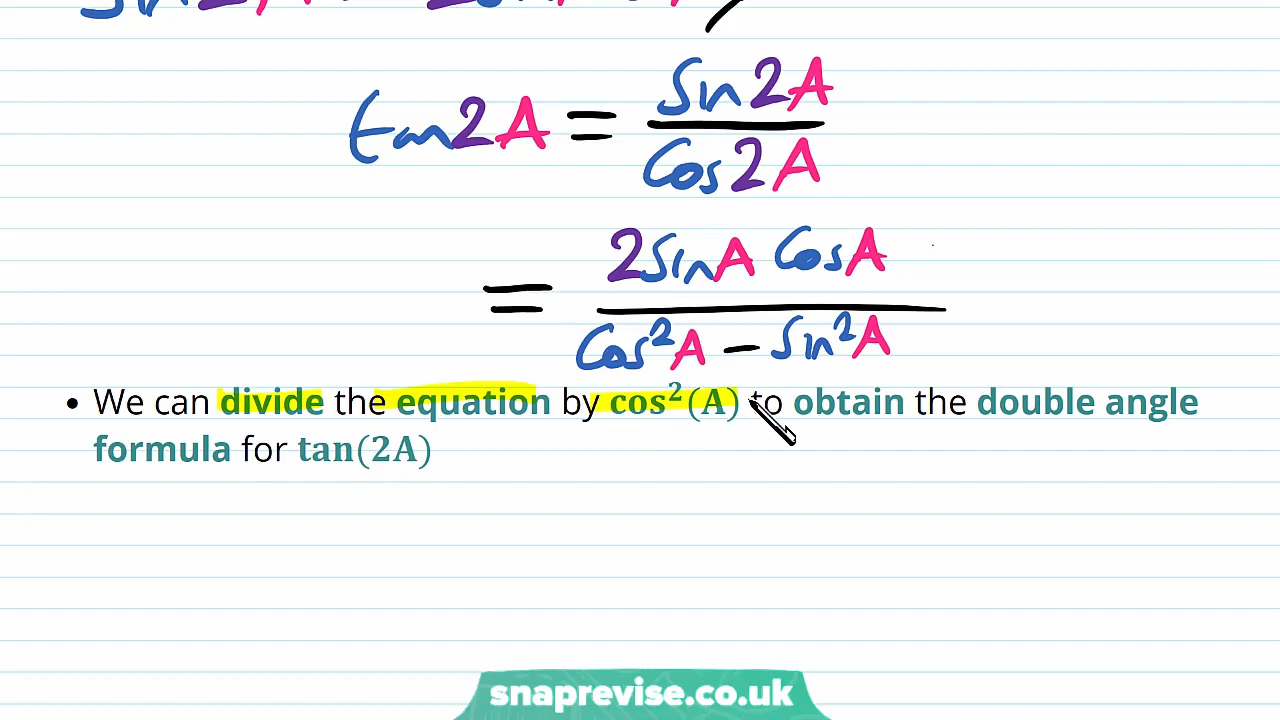 tan2A = sin2A
cos2A
= 2sinA cosA
cos²A - sin²A
• We can divide the equation by cos²(A) to obtain the double angle
formula for tan(2A)
snaprevise.co.uk